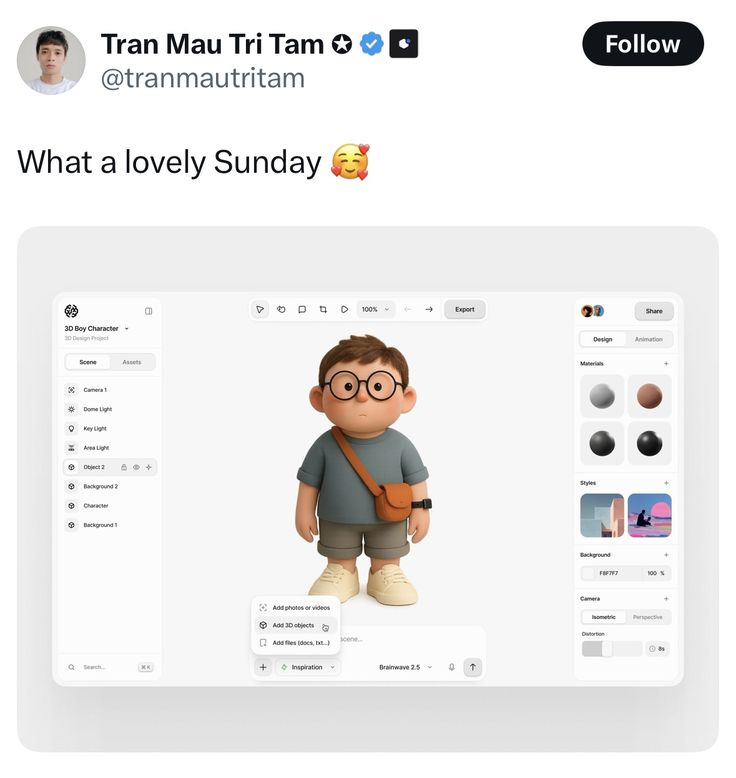 Tran Mau Tri Tam
Follow
@tranmautritam
What a lovely Sunday 🥰
3D Boy Character
3D Design Project
Scene
Assets
Camera 1
Dome Light
Key Light
Area Light
Object 2
Background 2
Character
Background 1
Search...
⌘ K
100%
Export
Add photos or videos
Add 3D objects
Add files (docs, txt...)
scene...
Inspiration
Brainwave 2.5
Share
Design
Animation
Materials
Styles
Background
F8F7F7
100 %
Camera
Isometric
Perspective
Distortion
8s